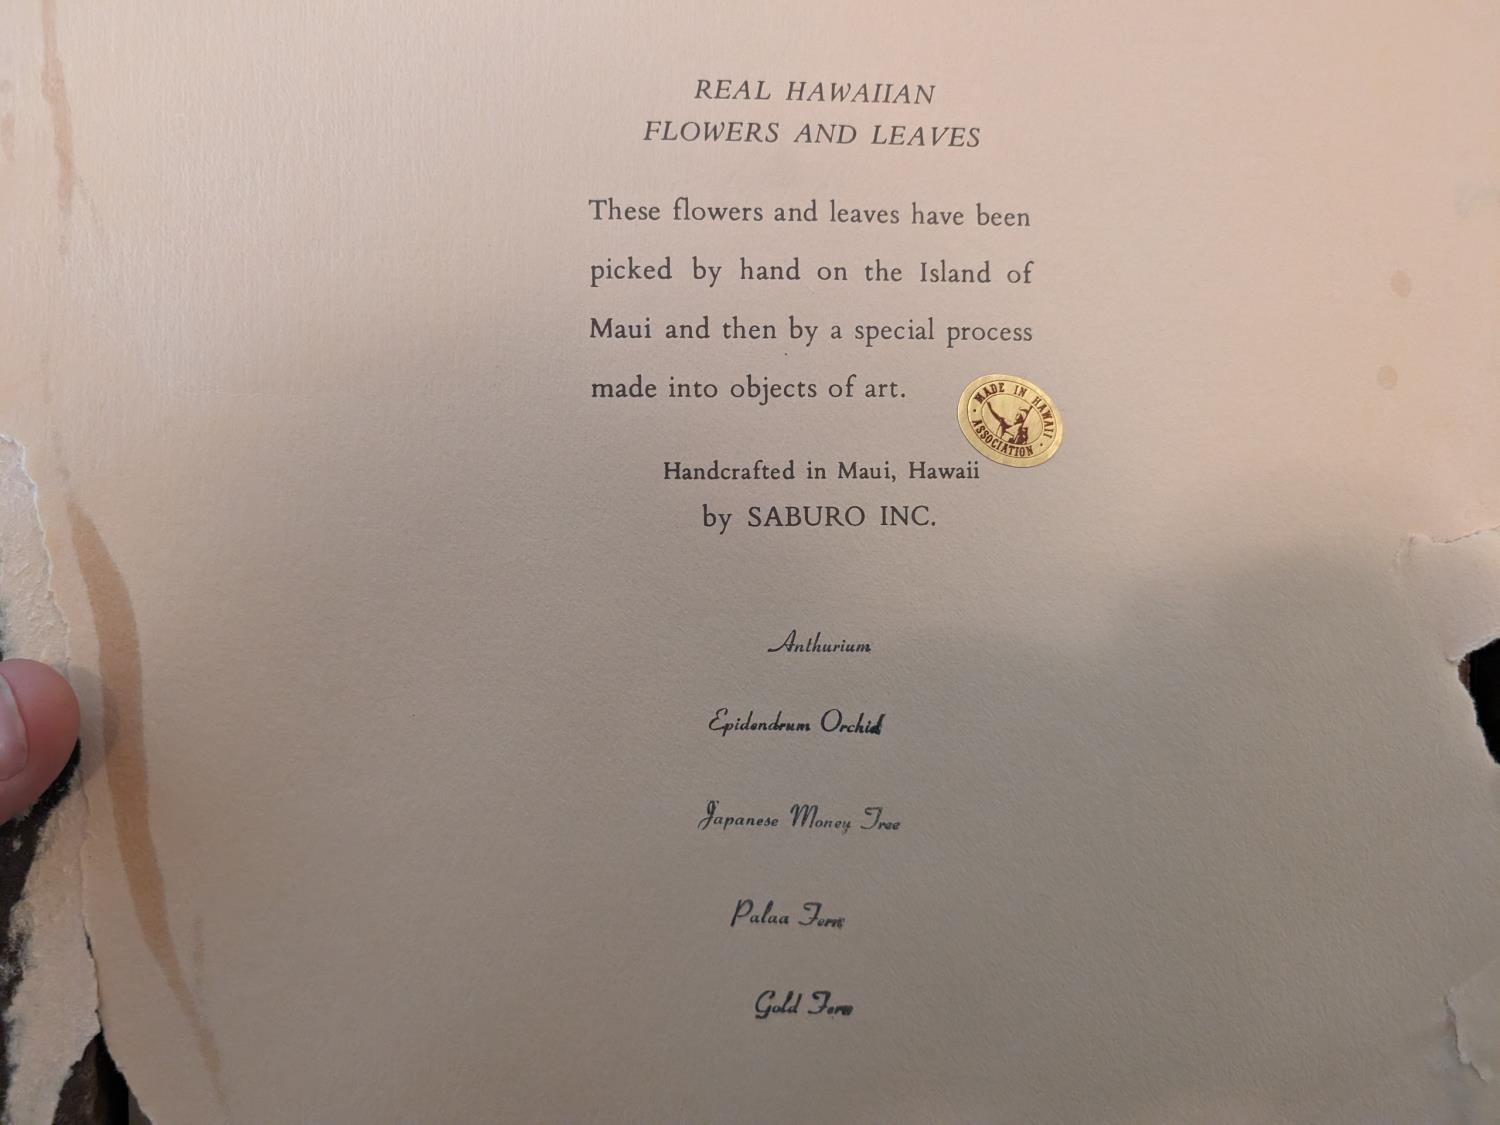 REAL HAWAIIAN
FLOWERS AND LEAVES
These flowers and leaves have been
picked by hand on the Island of
Maui and then by a special process
made into objects of art.
MADE IN HAWAII
ASSOCIATION
Handcrafted in Maui, Hawaii
by SABURO INC.
Anthurium
Epidendrum Orchid
Japanese Money Tree
Palaa Fern
Gold Fern